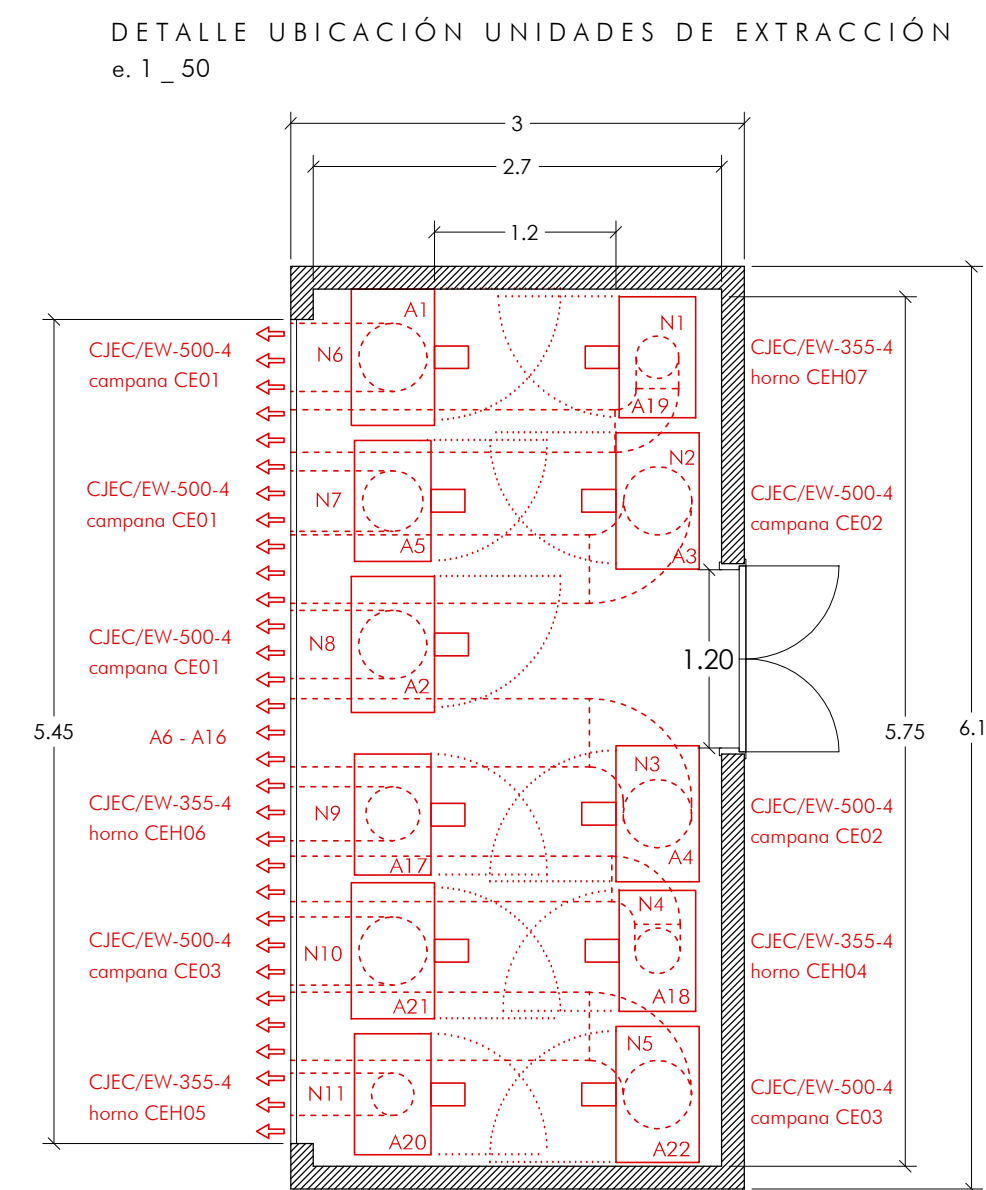 DETALLE UBICACIÓN UNIDADES DE EXTRACCIÓN
e. 1 _ 50
3
2.7
1.2
A1
N1
N6
A19
CJEC/EW-500-4
campana CE01
CJEC/EW-355-4
horno CEH07
N2
N7
A5
A3
CJEC/EW-500-4
campana CE01
CJEC/EW-500-4
campana CE02
N8
A2
CJEC/EW-500-4
campana CE01
1.20
5.45
A6 - A16
5.75
6.1
N3
N9
A17
A4
CJEC/EW-355-4
horno CEH06
CJEC/EW-500-4
campana CE02
N4
N10
A21
A18
CJEC/EW-500-4
campana CE03
CJEC/EW-355-4
horno CEH04
N5
N11
A20
A22
CJEC/EW-355-4
horno CEH05
CJEC/EW-500-4
campana CE03